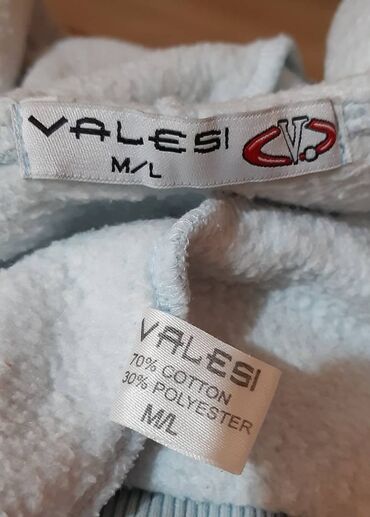 VALESI
M/L
V
VALESI
70% COTTON
30% POLYESTER
M/L